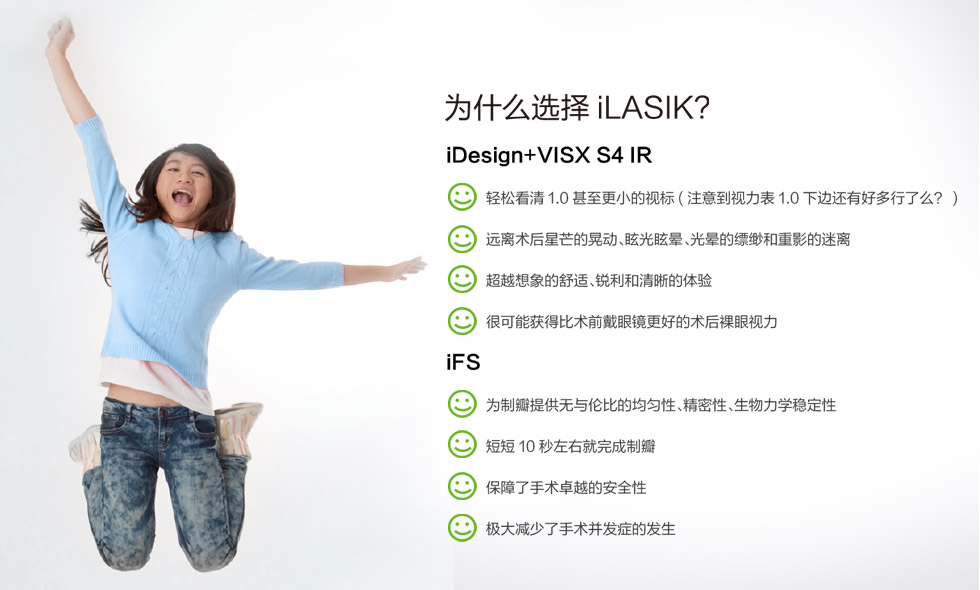 为什么选择 iLASIK?
iDesign+VISX S4 IR
轻松看清 1.0 甚至更小的视标（注意到视力表 1.0 下边还有好多行了么？）
远离术后星芒的晃动、眩光眩晕、光晕的缥缈和重影的迷离
超越想象的舒适、锐利和清晰的体验
很可能获得比术前戴眼镜更好的术后裸眼视力
iFS
为制瓣提供无与伦比的均匀性、精密性、生物力学稳定性
短短 10 秒左右就完成制瓣
保障了手术卓越的安全性
极大减少了手术并发症的发生